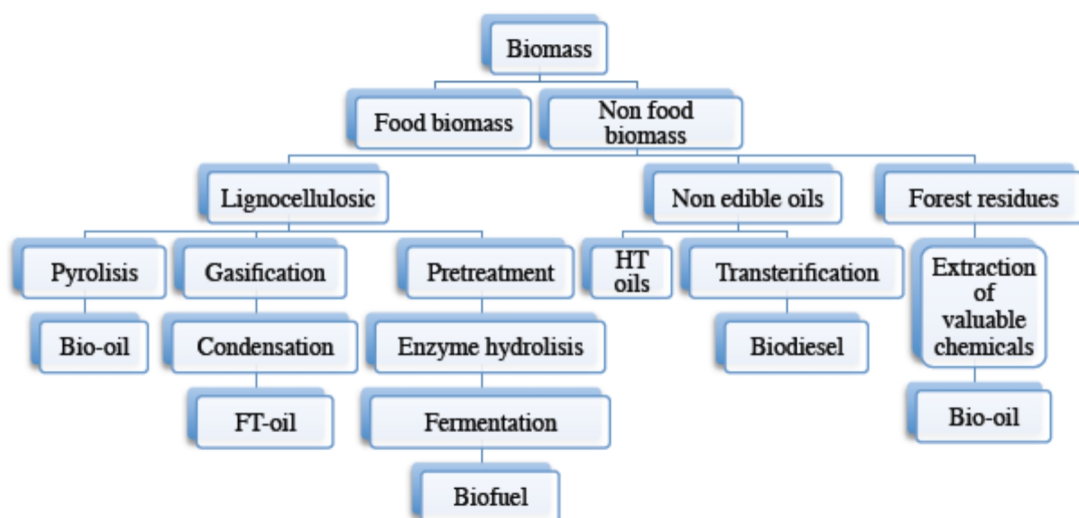 Biomass
Food biomass
Non food
biomass
Lignocellulosic
Non edible oils
Forest residues
Pyrolisis
Gasification
Pretreatment
HT
oils
Transterification
Extraction
of
valuable
chemicals
Bio-oil
Condensation
Enzyme hydrolisis
Biodiesel
FT-oil
Fermentation
Bio-oil
Biofuel